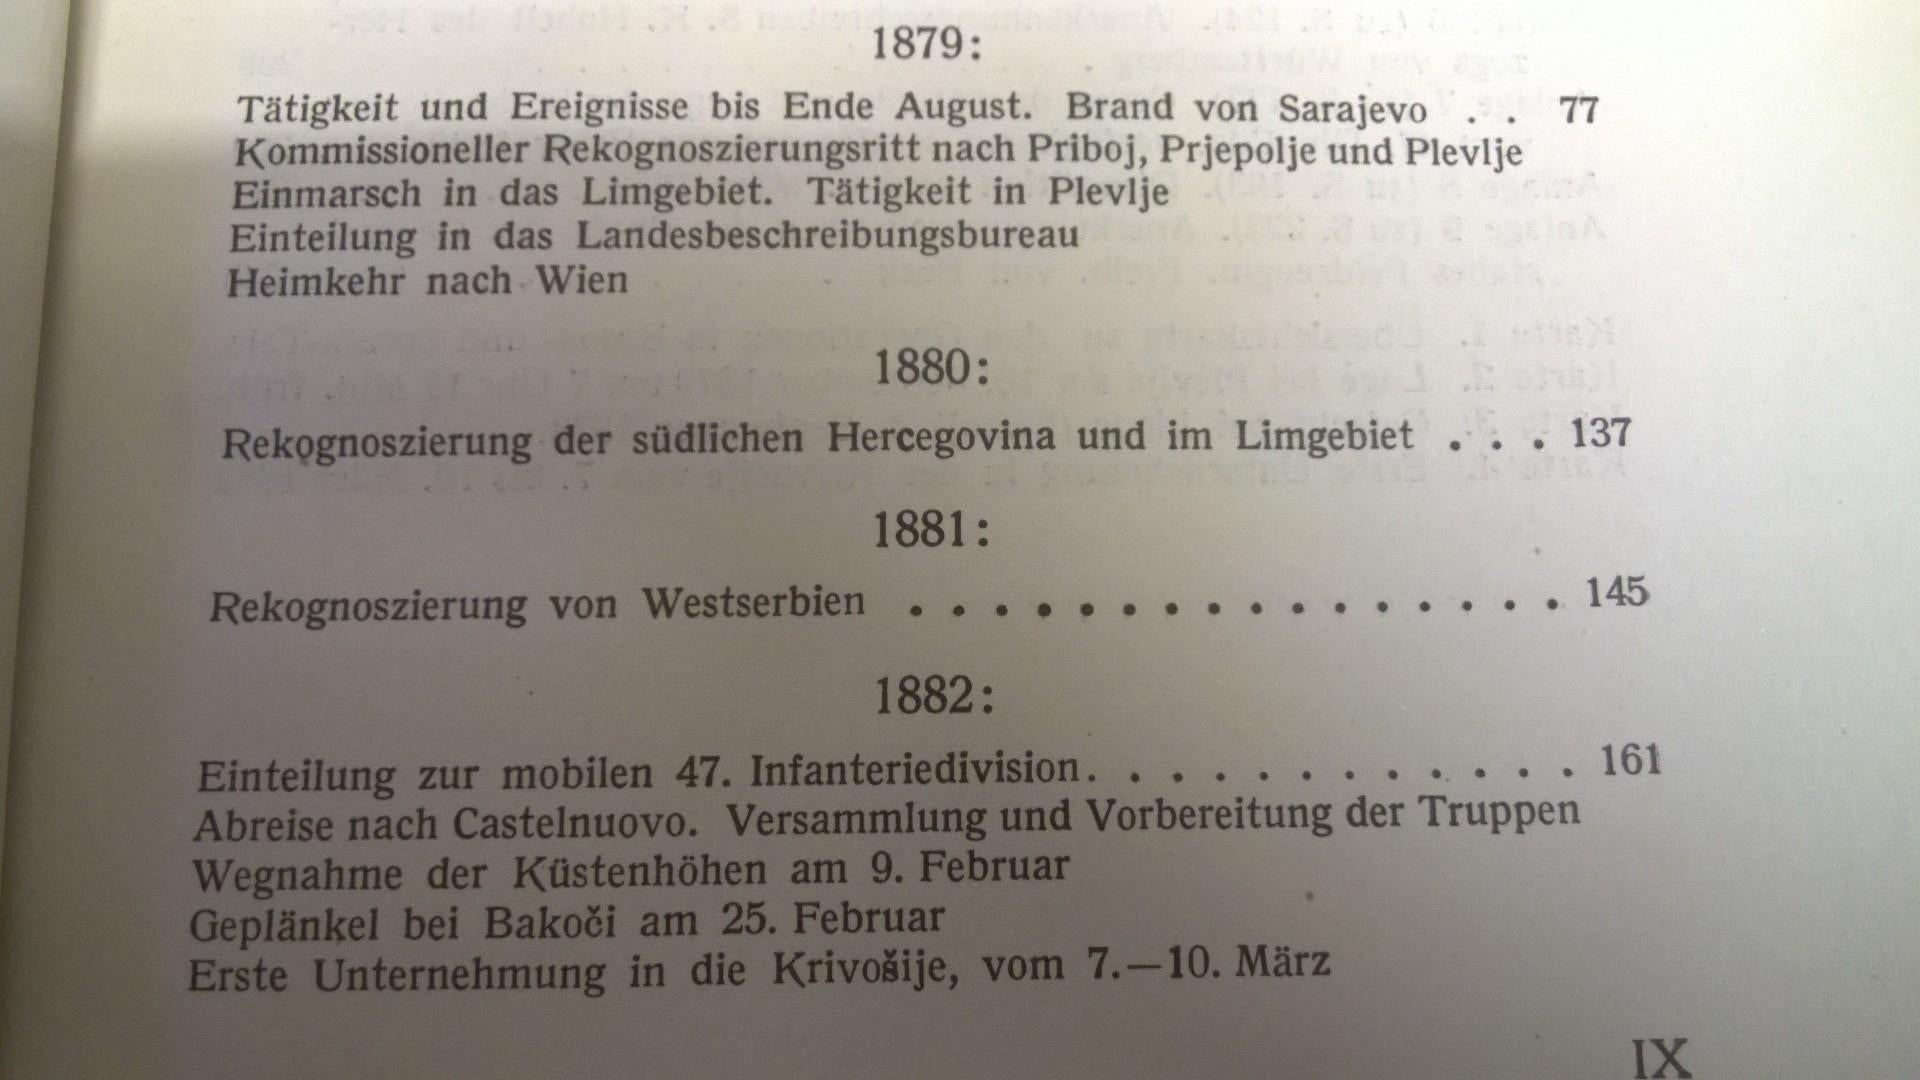 1879:
Tätigkeit und Ereignisse bis Ende August. Brand von Sarajevo . . 77
Kommissioneller Rekognoszierungsritt nach Priboj, Prjepolje und Plevlje
Einmarsch in das Limgebiet. Tätigkeit in Plevlje
Einteilung in das Landesbeschreibungsbureau
Heimkehr nach Wien
1880:
Rekognoszierung der südlichen Hercegovina und im Limgebiet . . . 137
1881:
Rekognoszierung von Westserbien . . . . . . . . . . . . . . . . 145
1882:
Einteilung zur mobilen 47. Infanteriedivision. . . . . . . . . . . . 161
Abreise nach Castelnuovo. Versammlung und Vorbereitung der Truppen
Wegnahme der Küstenhöhen am 9. Februar
Geplänkel bei Bakoči am 25. Februar
Erste Unternehmung in die Krivošije, vom 7.—10. März
IX